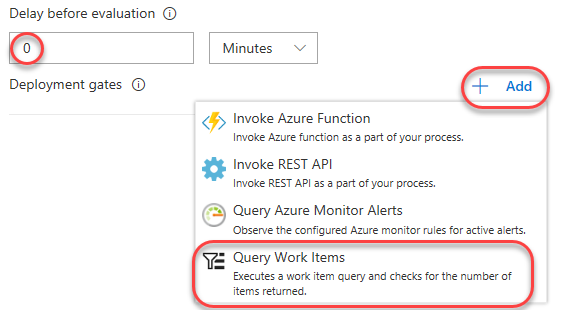 Delay before evaluation
0
Minutes
Deployment gates
Add
Invoke Azure Function
Invoke Azure function as a part of your process.
Invoke REST API
Invoke REST API as a part of your process.
Query Azure Monitor Alerts
Observe the configured Azure monitor rules for active alerts.
Query Work Items
Executes a work item query and checks for the number of
items returned.